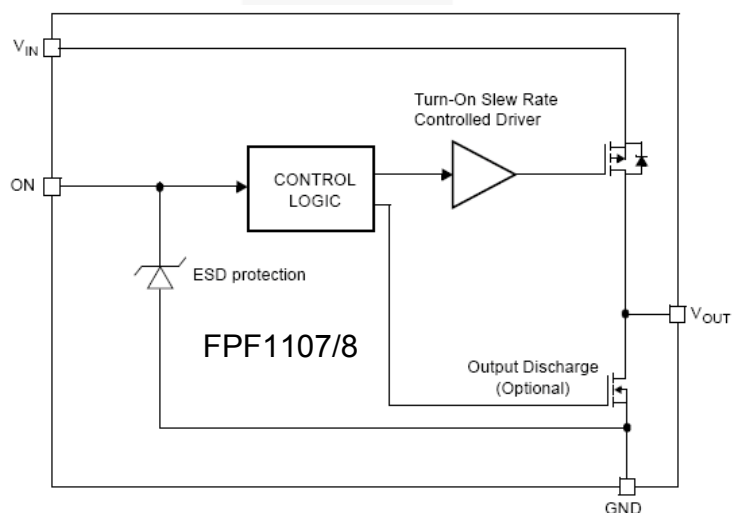 VIN
Turn-On Slew Rate
Controlled Driver
ON
CONTROL
LOGIC
ESD protection
VOUT
FPF1107/8
Output Discharge
(Optional)
GND